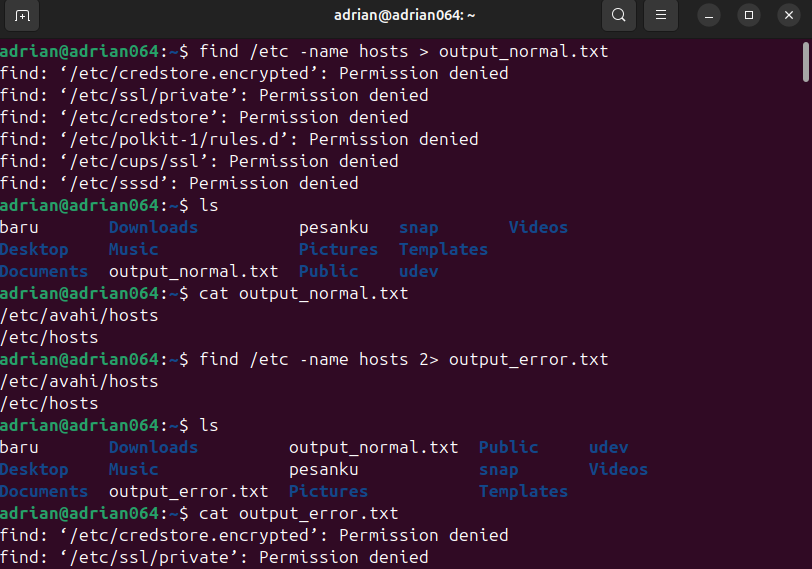 adrian@adrian064: ~
adrian@adrian064:~$ find /etc -name hosts > output_normal.txt
find: ‘/etc/credstore.encrypted’: Permission denied
find: ‘/etc/ssl/private’: Permission denied
find: ‘/etc/credstore’: Permission denied
find: ‘/etc/polkit-1/rules.d’: Permission denied
find: ‘/etc/cups/ssl’: Permission denied
find: ‘/etc/sssd’: Permission denied
adrian@adrian064:~$ ls
baru       Downloads          pesanku   snap       Videos
Desktop    Music              Pictures  Templates
Documents  output_normal.txt  Public    udev
adrian@adrian064:~$ cat output_normal.txt
/etc/avahi/hosts
/etc/hosts
adrian@adrian064:~$ find /etc -name hosts 2> output_error.txt
/etc/avahi/hosts
/etc/hosts
adrian@adrian064:~$ ls
baru       Downloads         output_normal.txt  Public     udev
Desktop    Music             pesanku            snap       Videos
Documents  output_error.txt  Pictures           Templates
adrian@adrian064:~$ cat output_error.txt
find: ‘/etc/credstore.encrypted’: Permission denied
find: ‘/etc/ssl/private’: Permission denied